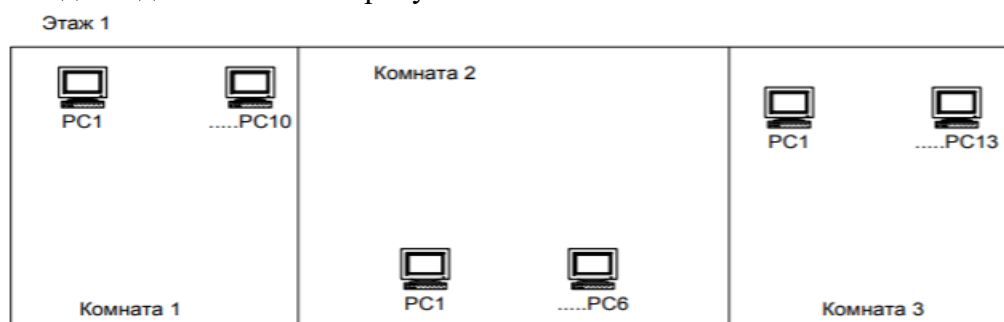 Этаж 1
Комната 2
PC1
.....PC10
PC1
.....PC13
PC1
.....PC6
Комната 1
Комната 3